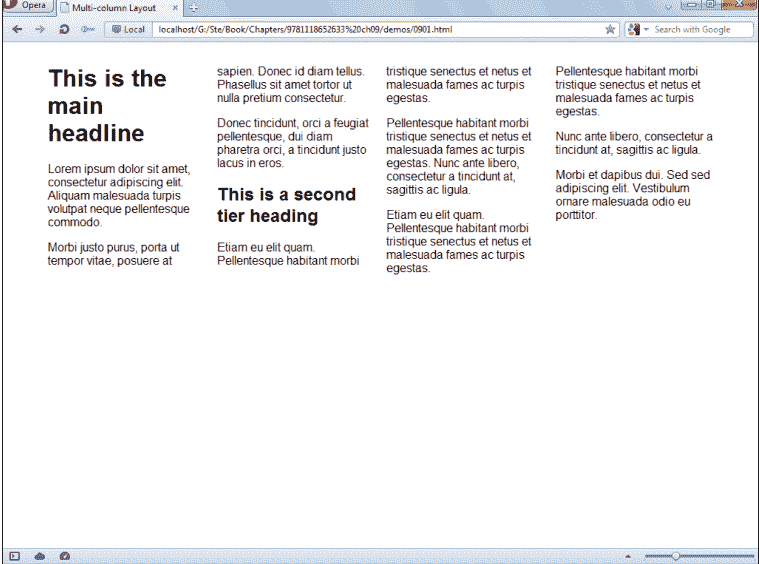 Opera
Multi-column Layout
Local
localhost/G:/Ste/Book/Chapters/9781118652633%20ch09/demos/0901.html
Search with Google
This is the
main
headline
Lorem ipsum dolor sit amet,
consectetur adipiscing elit.
Aliquam malesuada turpis
volutpat neque pellentesque
commodo.
Morbi justo purus, porta ut
tempor vitae, posuere at
sapien. Donec id diam tellus.
Phasellus sit amet tortor ut
nulla pretium consectetur.
Donec tincidunt, orci a feugiat
pellentesque, dui diam
pharetra orci, a tincidunt justo
lacus in eros.
This is a second
tier heading
Etiam eu elit quam.
Pellentesque habitant morbi
tristique senectus et netus et
malesuada fames ac turpis
egestas.
Pellentesque habitant morbi
tristique senectus et netus et
malesuada fames ac turpis
egestas. Nunc ante libero,
consectetur a tincidunt at,
sagittis ac ligula.
Etiam eu elit quam.
Pellentesque habitant morbi
tristique senectus et netus et
malesuada fames ac turpis
egestas.
Pellentesque habitant morbi
tristique senectus et netus et
malesuada fames ac turpis
egestas.
Nunc ante libero, consectetur a
tincidunt at, sagittis ac ligula.
Morbi et dapibus dui. Sed sed
adipiscing elit. Vestibulum
ornare malesuada odio eu
porttitor.